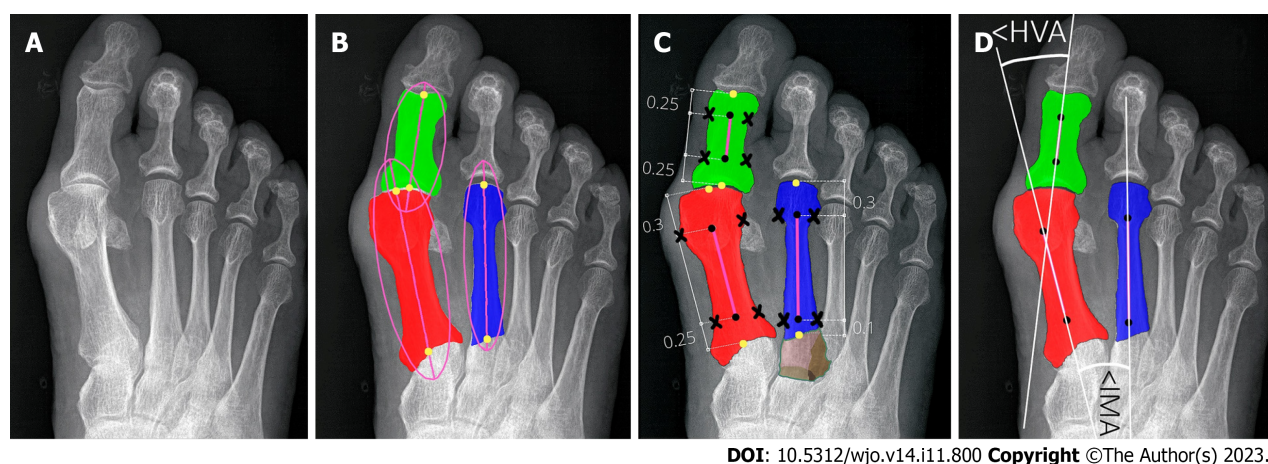 A
B
C
D
<HVA
0.25
0.25
0.3
0.3
0.25
0.1
<IMA
DOI: 10.5312/wjo.v14.i11.800 Copyright ©The Author(s) 2023.